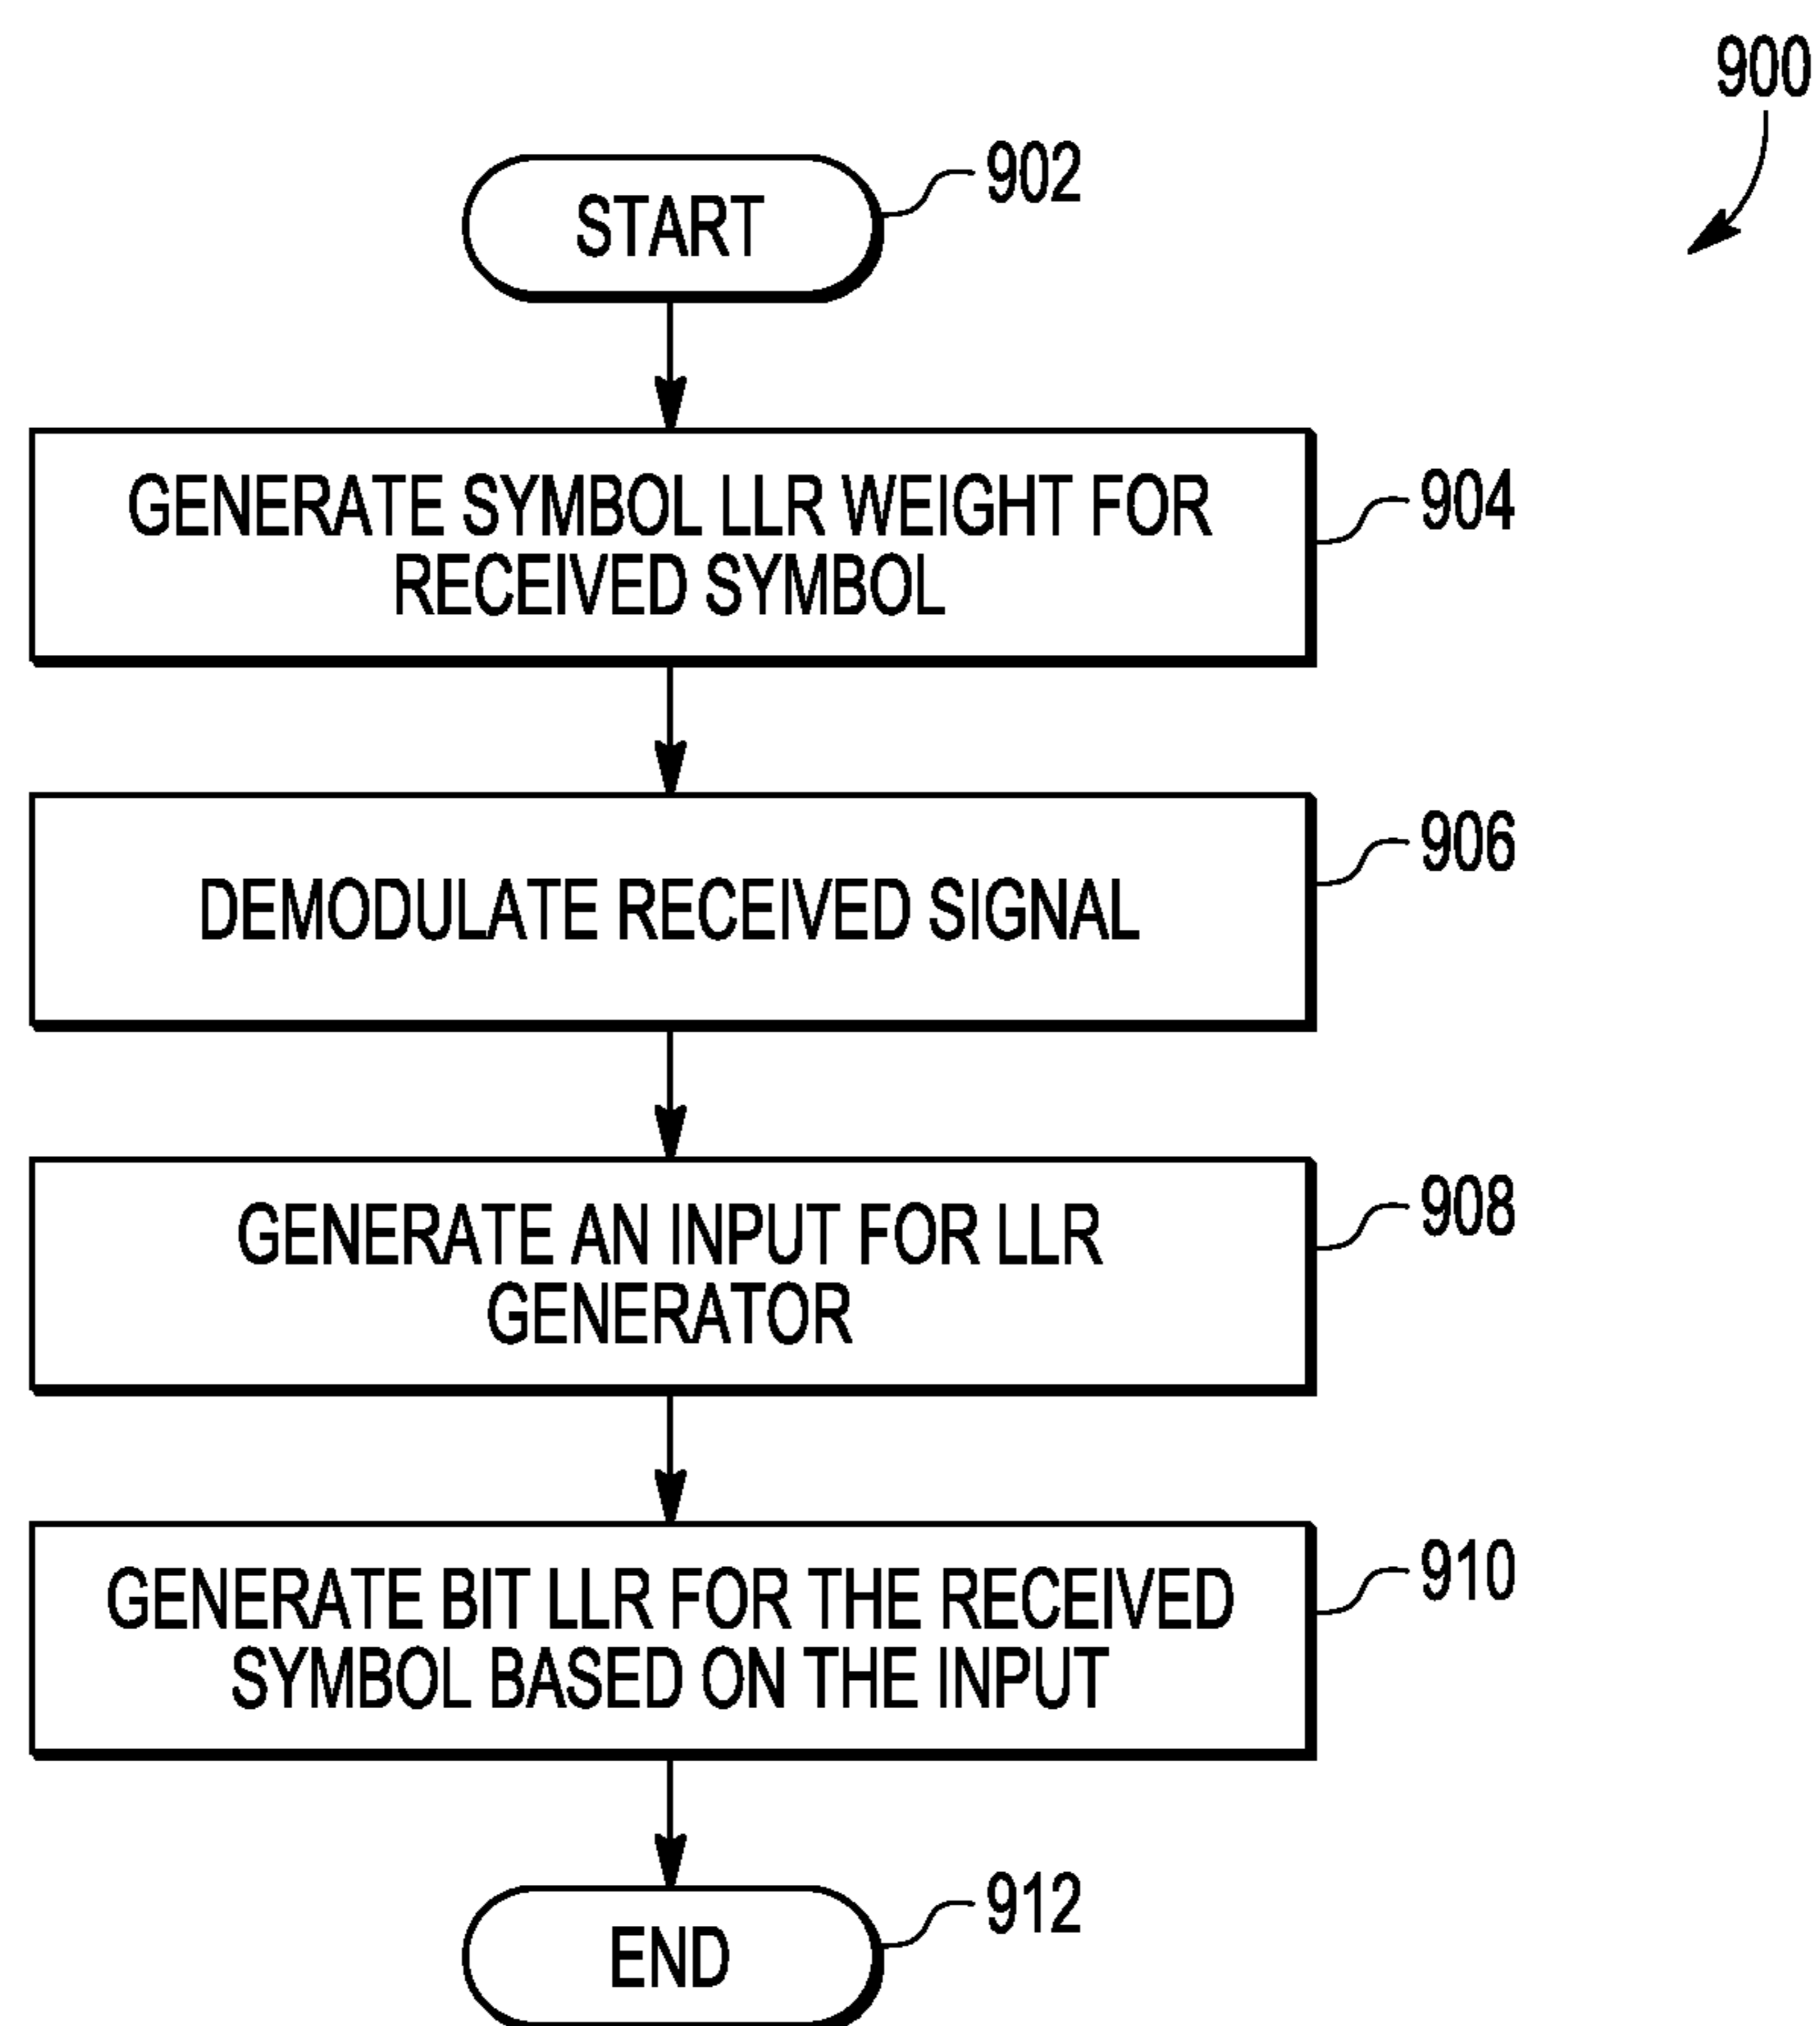 900
START
902
GENERATE SYMBOL LLR WEIGHT FOR
RECEIVED SYMBOL
904
DEMODULATE RECEIVED SIGNAL
906
GENERATE AN INPUT FOR LLR
GENERATOR
908
GENERATE BIT LLR FOR THE RECEIVED
SYMBOL BASED ON THE INPUT
910
END
912